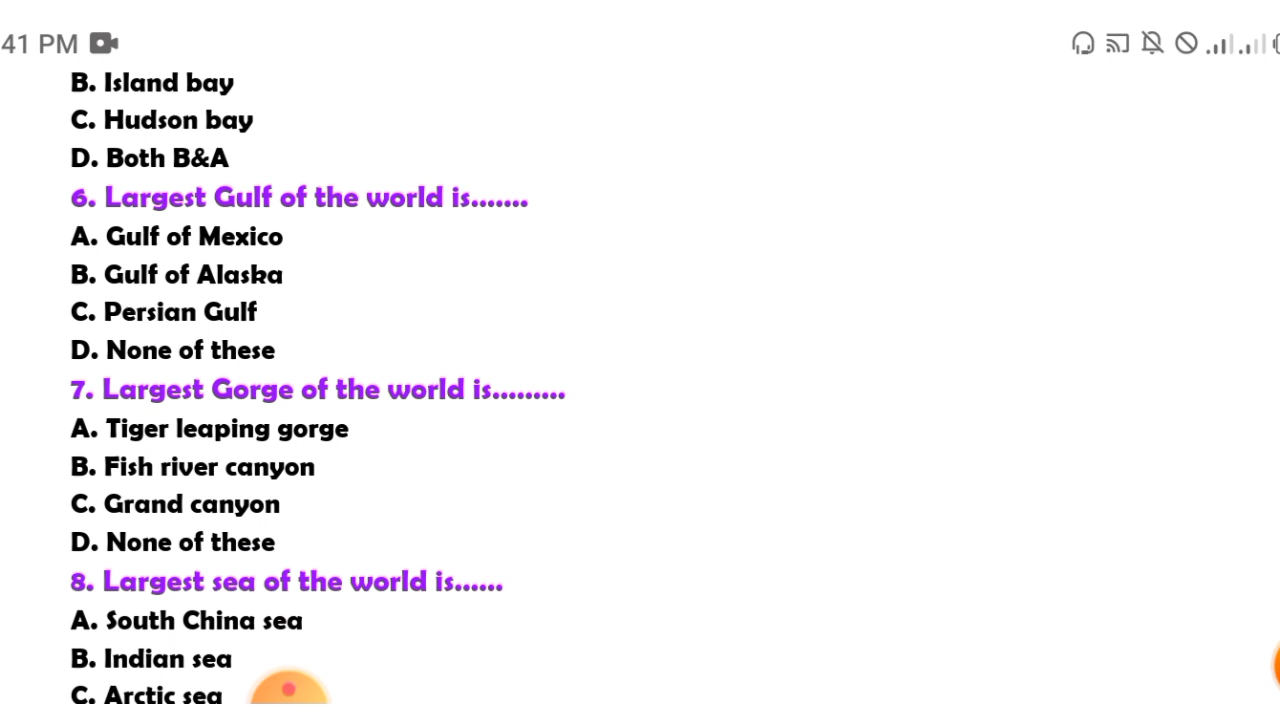 41 PM
B. Island bay
C. Hudson bay
D. Both B&A
6. Largest Gulf of the world is.......
A. Gulf of Mexico
B. Gulf of Alaska
C. Persian Gulf
D. None of these
7. Largest Gorge of the world is.........
A. Tiger leaping gorge
B. Fish river canyon
C. Grand canyon
D. None of these
8. Largest sea of the world is......
A. South China sea
B. Indian sea
C. Arctic sea